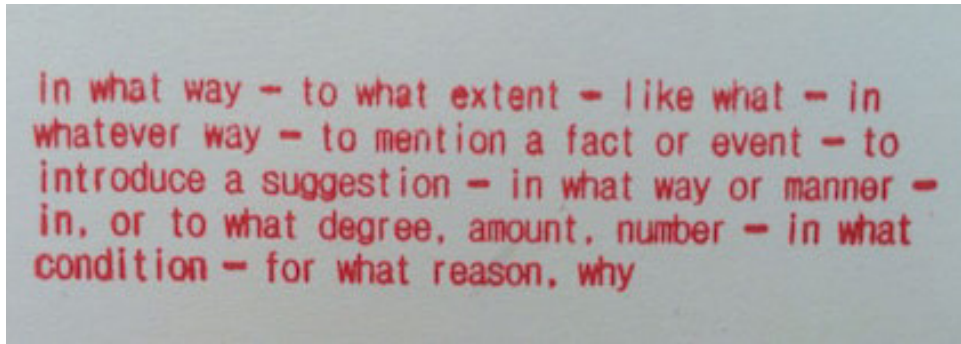 in what way – to what extent – like what – in
whatever way – to mention a fact or event – to
introduce a suggestion – in what way or manner –
in, or to what degree, amount, number – in what
condition – for what reason, why